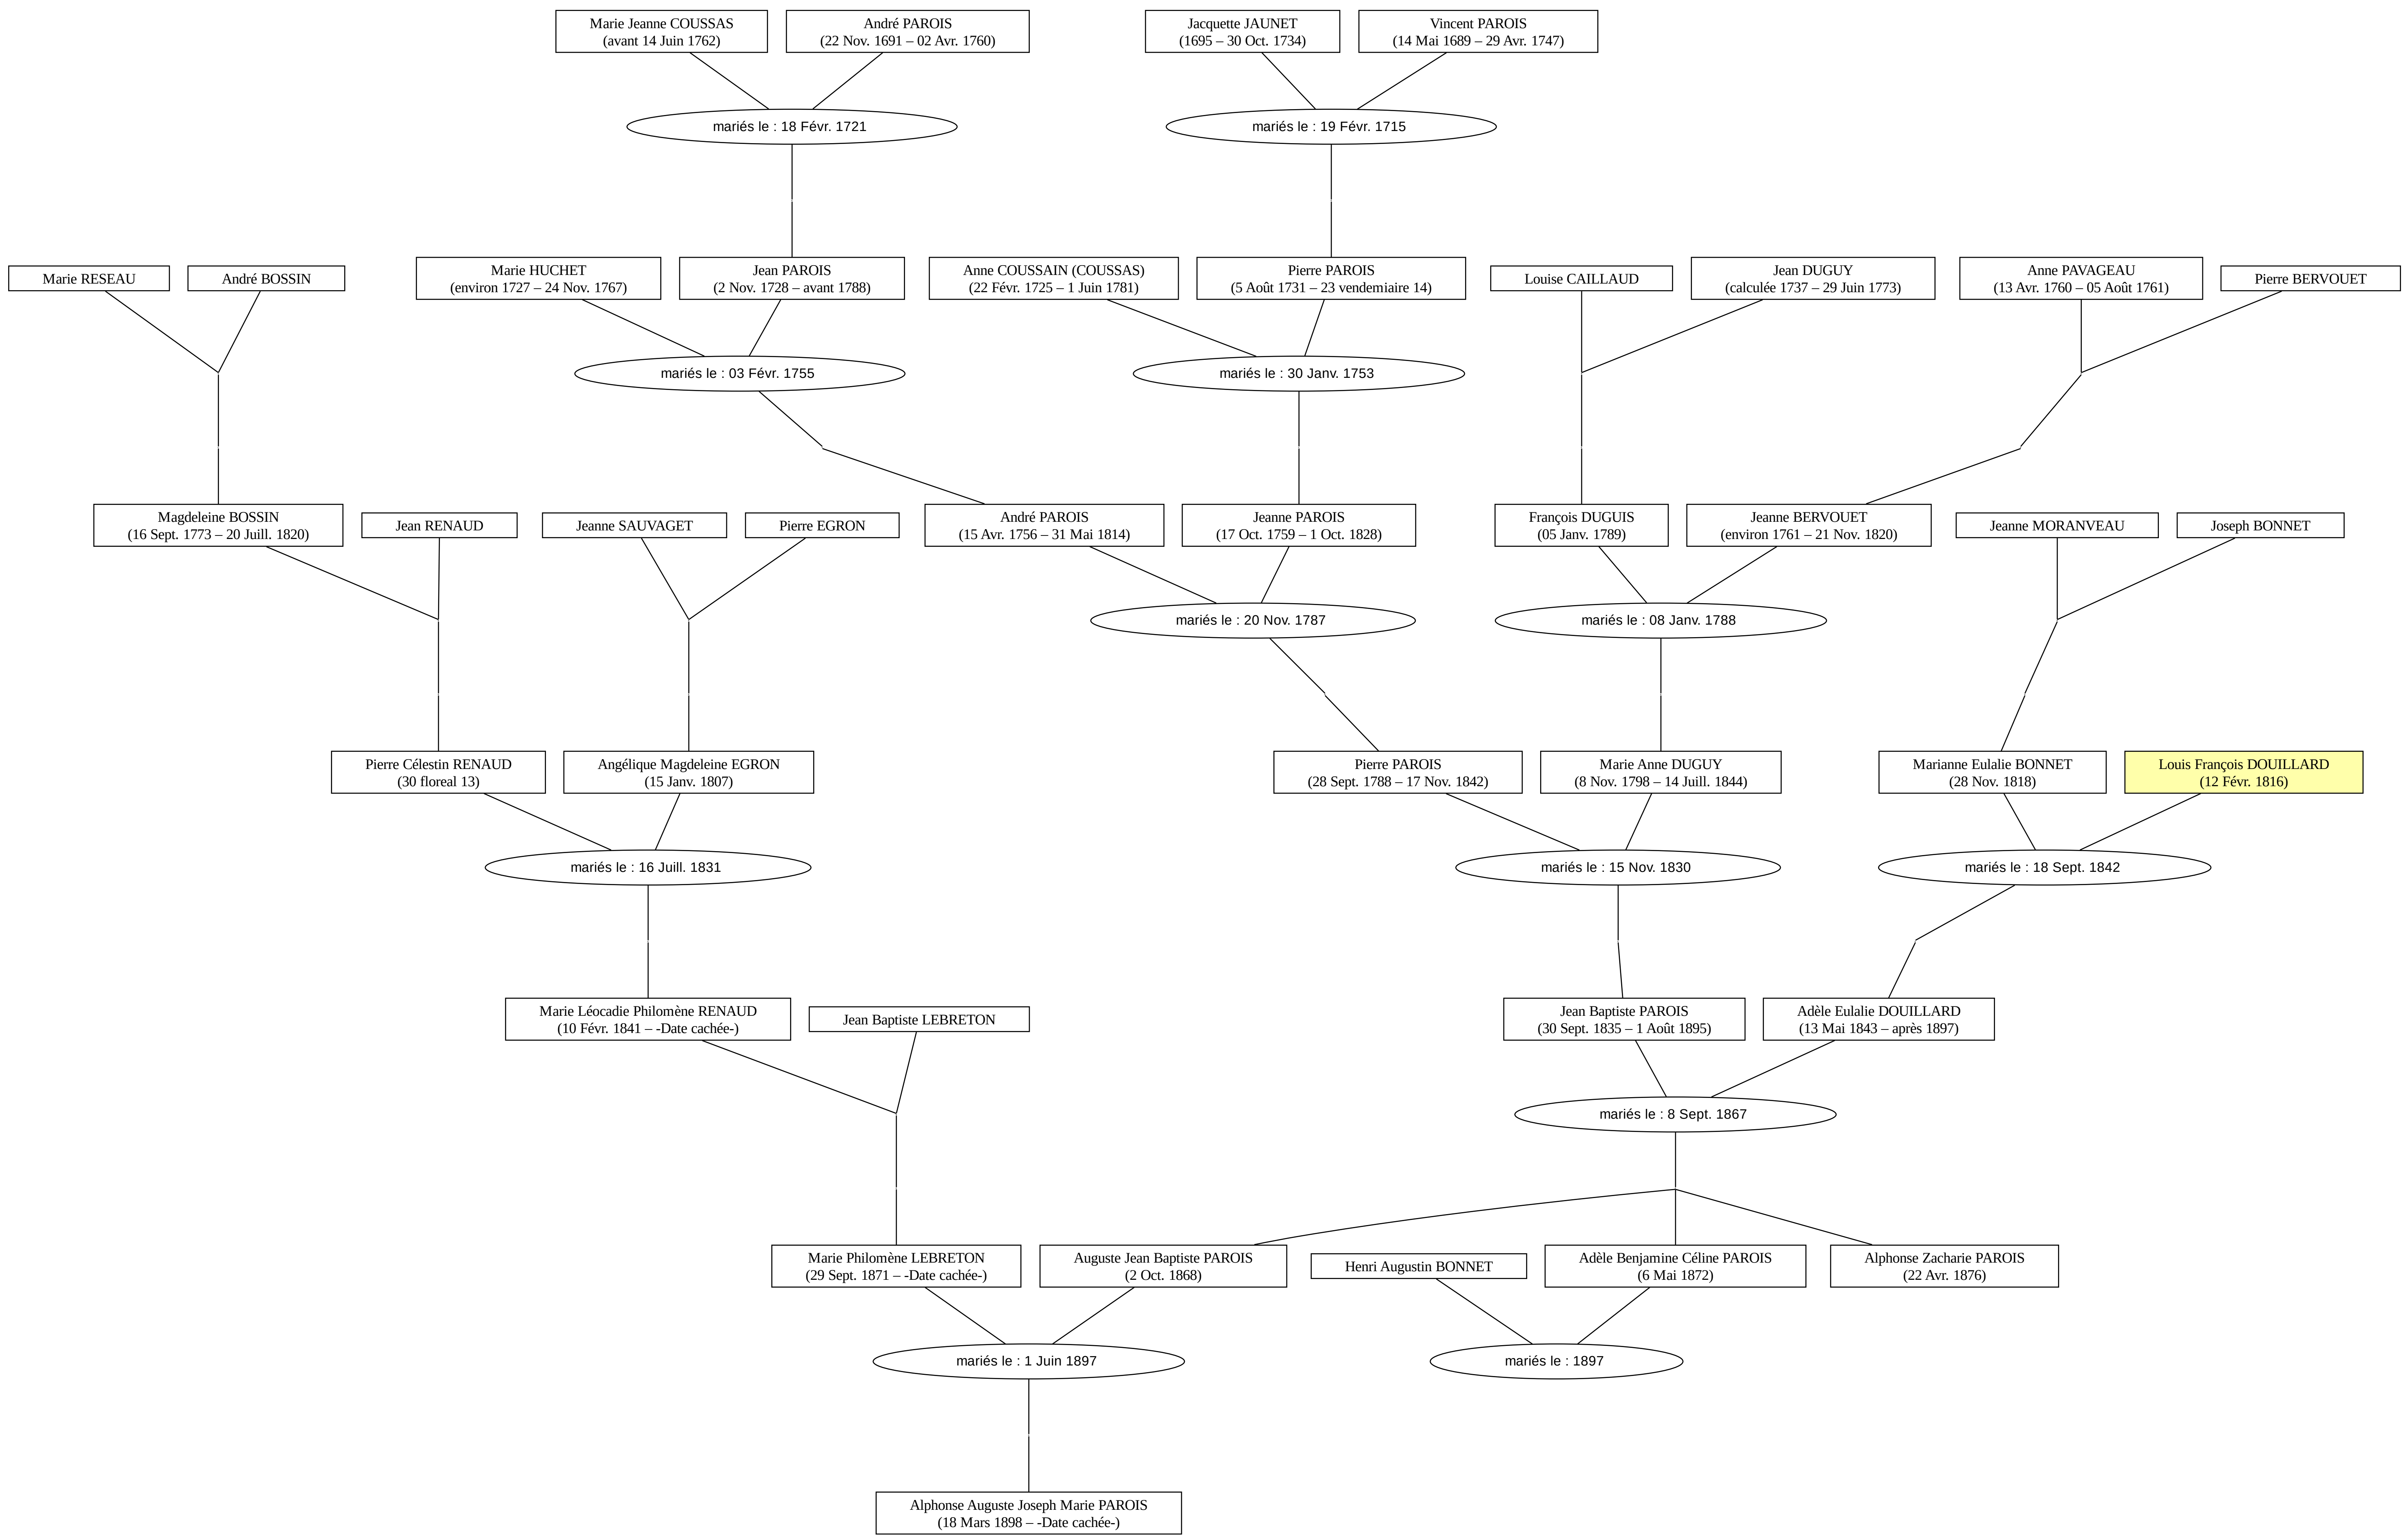 Marie Jeanne COUSSAS
(avant 14 Juin 1762)
André PAROIS
(22 Nov. 1691 – 02 Avr. 1760)
Jacquette JAUNET
(1695 – 30 Oct. 1734)
Vincent PAROIS
(14 Mai 1689 – 29 Avr. 1747)
mariés le : 18 Févr. 1721
mariés le : 19 Févr. 1715
Marie RESEAU
André BOSSIN
Marie HUCHET
(environ 1727 – 24 Nov. 1767)
Jean PAROIS
(2 Nov. 1728 – avant 1788)
Anne COUSSAIN (COUSSAS)
(22 Févr. 1725 – 1 Juin 1781)
Pierre PAROIS
(5 Août 1731 – 23 vendemiaire 14)
Louise CAILLAUD
Jean DUGUY
(calculée 1737 – 29 Juin 1773)
Anne PAVAGEAU
(13 Avr. 1760 – 05 Août 1761)
Pierre BERVOUET
mariés le : 03 Févr. 1755
mariés le : 30 Janv. 1753
Magdeleine BOSSIN
(16 Sept. 1773 – 20 Juill. 1820)
Jean RENAUD
Jeanne SAUVAGET
Pierre EGRON
André PAROIS
(15 Avr. 1756 – 31 Mai 1814)
Jeanne PAROIS
(17 Oct. 1759 – 1 Oct. 1828)
François DUGUIS
(05 Janv. 1789)
Jeanne BERVOUET
(environ 1761 – 21 Nov. 1820)
Jeanne MORANVEAU
Joseph BONNET
mariés le : 20 Nov. 1787
mariés le : 08 Janv. 1788
Pierre Célestin RENAUD
(30 floreal 13)
Angélique Magdeleine EGRON
(15 Janv. 1807)
Pierre PAROIS
(28 Sept. 1788 – 17 Nov. 1842)
Marie Anne DUGUY
(8 Nov. 1798 – 14 Juill. 1844)
Marianne Eulalie BONNET
(28 Nov. 1818)
Louis François DOUILLARD
(12 Févr. 1816)
mariés le : 16 Juill. 1831
mariés le : 15 Nov. 1830
mariés le : 18 Sept. 1842
Marie Léocadie Philomène RENAUD
(10 Févr. 1841 – -Date cachée-)
Jean Baptiste LEBRETON
Jean Baptiste PAROIS
(30 Sept. 1835 – 1 Août 1895)
Adèle Eulalie DOUILLARD
(13 Mai 1843 – après 1897)
mariés le : 8 Sept. 1867
Marie Philomène LEBRETON
(29 Sept. 1871 – -Date cachée-)
Auguste Jean Baptiste PAROIS
(2 Oct. 1868)
Henri Augustin BONNET
Adèle Benjamine Céline PAROIS
(6 Mai 1872)
Alphonse Zacharie PAROIS
(22 Avr. 1876)
mariés le : 1 Juin 1897
mariés le : 1897
Alphonse Auguste Joseph Marie PAROIS
(18 Mars 1898 – -Date cachée-)